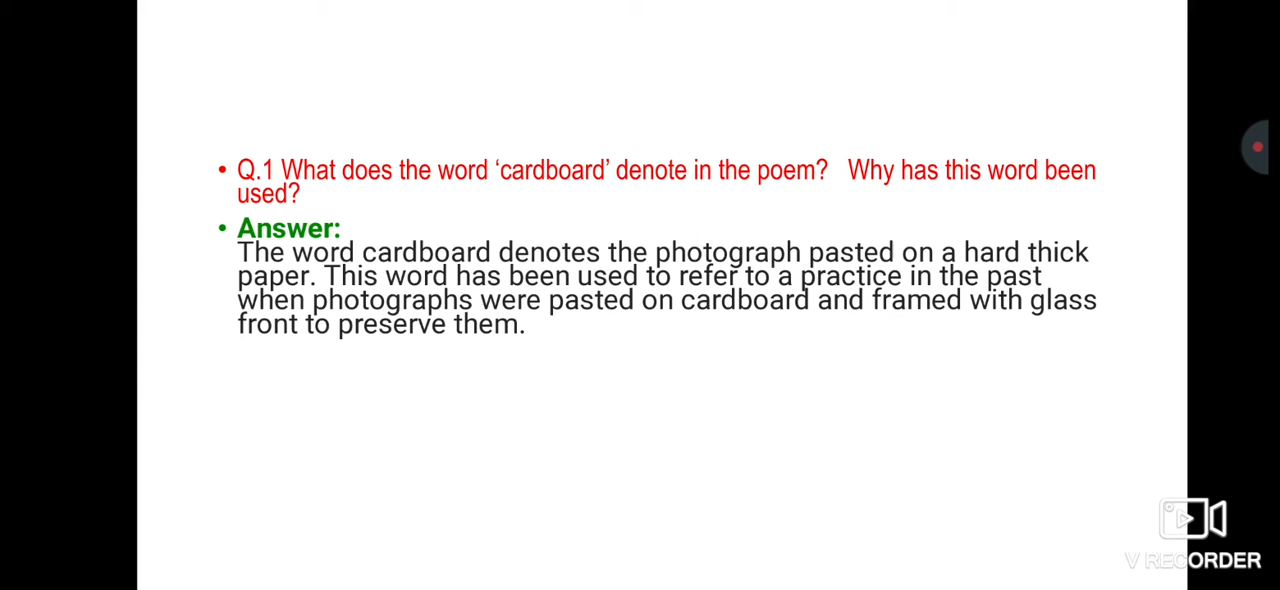 • Q.1 What does the word ‘cardboard’ denote in the poem?   Why has this word been
used?
• Answer:
The word cardboard denotes the photograph pasted on a hard thick
paper. This word has been used to refer to a practice in the past
when photographs were pasted on cardboard and framed with glass
front to preserve them.
V RECORDER